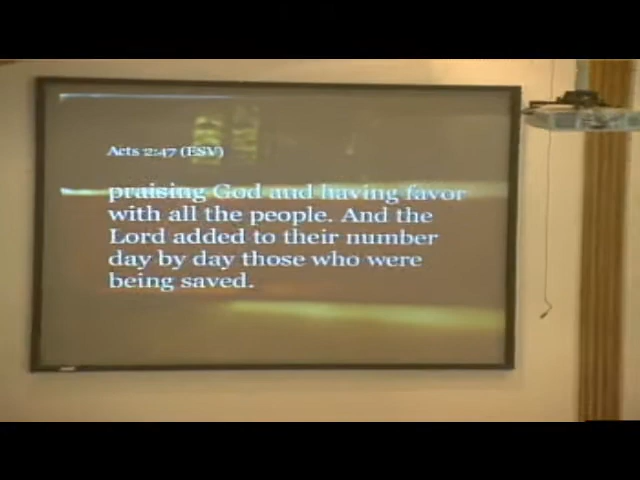 Acts 2:47 (ESV)
praising God and having favor
with all the people. And the
Lord added to their number
day by day those who were
being saved.